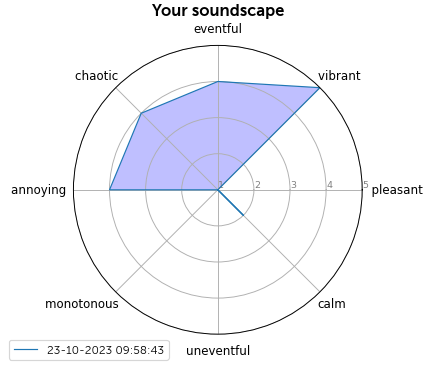 Your soundscape
eventful
chaotic
vibrant
annoying
1
2
3
4
5
pleasant
monotonous
calm
uneventful
23-10-2023 09:58:43